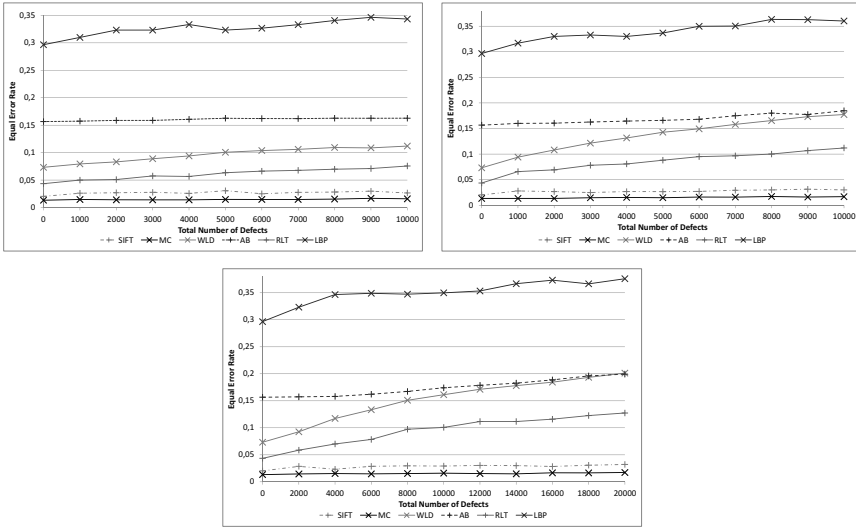 0,35
0,3
0,25
0,2
0,15
0,1
0,05
0
Equal Error Rate
0 1000 2000 3000 4000 5000 6000 7000 8000 9000 10000
Total Number of Defects
SIFT MC WLD AB RLT LBP
0,35
0,3
0,25
0,2
0,15
0,1
0,05
0
Equal Error Rate
0 1000 2000 3000 4000 5000 6000 7000 8000 9000 10000
Total Number of Defects
SIFT MC WLD AB RLT LBP
0,35
0,3
0,25
0,2
0,15
0,1
0,05
0
Equal Error Rate
0 2000 4000 6000 8000 10000 12000 14000 16000 18000 20000
Total Number of Defects
SIFT MC WLD AB RLT LBP